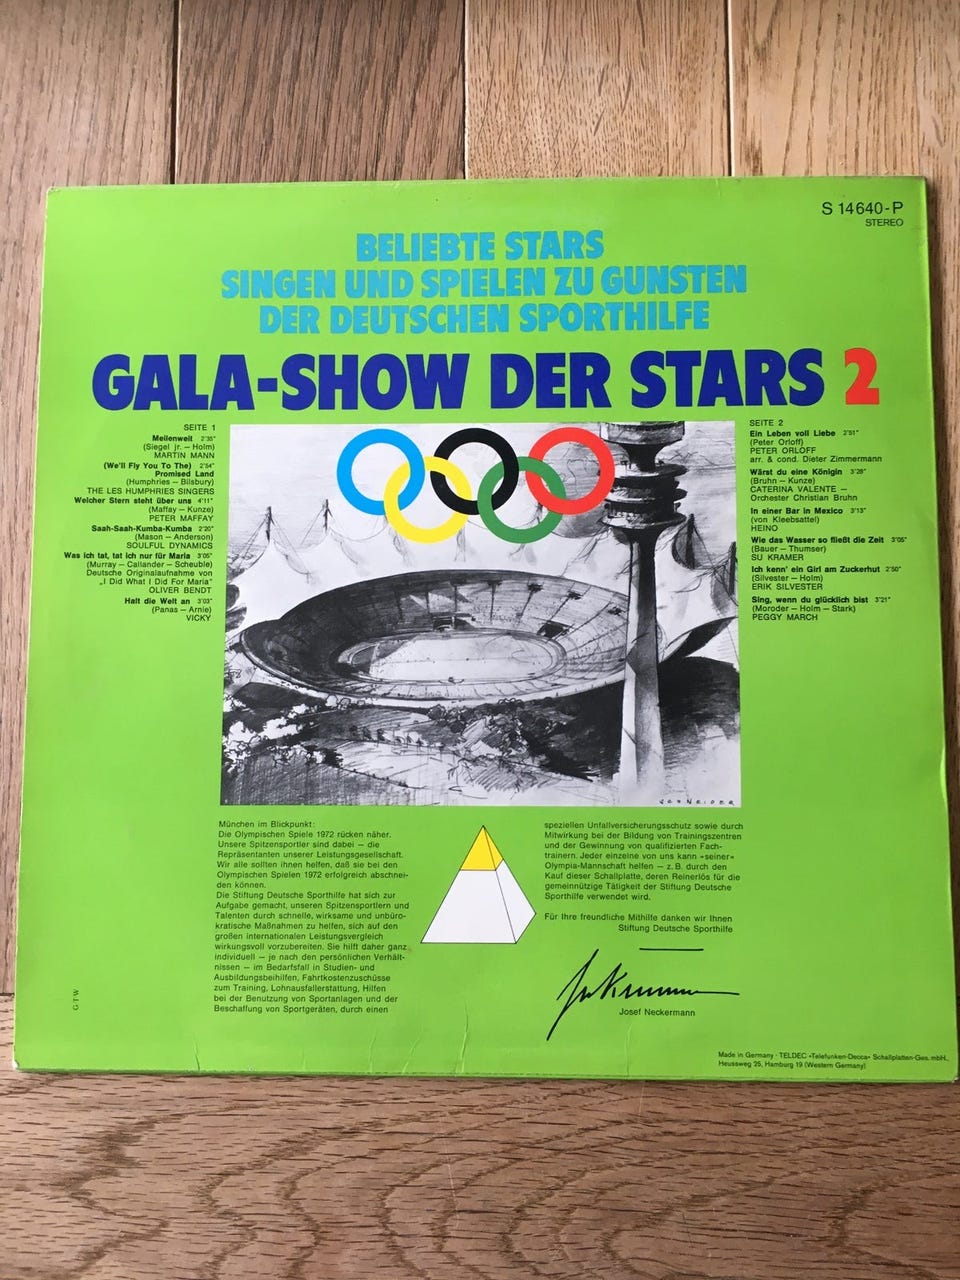 S 14640-P
STEREO
BELIEBTE STARS
SINGEN UND SPIELEN ZU GUNSTEN
DER DEUTSCHEN SPORTHILFE
GALA-SHOW DER STARS 2
SEITE 1
Meilenweit 2'35"
(Siegel jr. – Holm)
MARTIN MANN
(We'll Fly You To The) 2'54"
Promised Land
(Humphries – Bilsbury)
THE LES HUMPHRIES SINGERS
Welcher Stern steht über uns 4'11"
(Maffay – Kunze)
PETER MAFFAY
Saah-Saah-Kumba-Kumba 2'20"
(Mason – Anderson)
SOULFUL DYNAMICS
Was ich tat, tat ich nur für Maria 3'05"
(Murray – Callander – Scheuble)
Deutsche Originalaufnahme von
„I Did What I Did For Maria"
OLIVER BENDT
Halt die Welt an 3'03"
(Panas – Arnie)
VICKY
SEITE 2
Ein Leben voll Liebe 2'51"
(Peter Orloff)
PETER ORLOFF
arr. & cond. Dieter Zimmermann
Wärst du eine Königin 3'28"
(Bruhn – Kunze)
CATERINA VALENTE –
Orchester Christian Bruhn
In einer Bar in Mexico 3'13"
(von Kleebsattel)
HEINO
Wie das Wasser so fließt die Zeit 3'05"
(Bauer – Thumser)
SU KRAMER
Ich kenn' ein Girl am Zuckerhut 2'50"
(Silvester – Holm)
ERIK SILVESTER
Sing, wenn du glücklich bist 3'21"
(Moroder – Holm – Stark)
PEGGY MARCH
SCHNEIDER
München im Blickpunkt:
Die Olympischen Spiele 1972 rücken näher.
Unsere Spitzensportler sind dabei – die
Repräsentanten unserer Leistungsgesellschaft.
Wir alle sollten ihnen helfen, daß sie bei den
Olympischen Spielen 1972 erfolgreich abschnei-
den können.
Die Stiftung Deutsche Sporthilfe hat sich zur
Aufgabe gemacht, unseren Spitzensportlern und
Talenten durch schnelle, wirksame und unbüro-
kratische Maßnahmen zu helfen, sich auf den
großen internationalen Leistungsvergleich
wirkungsvoll vorzubereiten. Sie hilft daher ganz
individuell – je nach den persönlichen Verhält-
nissen – im Bedarfsfall in Studien- und
Ausbildungsbeihilfen, Fahrtkostenzuschüsse
zum Training, Lohnausfallerstattung, Hilfen
bei der Benutzung von Sportanlagen und der
Beschaffung von Sportgeräten, durch einen
speziellen Unfallversicherungsschutz sowie durch
Mitwirkung bei der Bildung von Trainingszentren
und der Gewinnung von qualifizierten Fach-
trainern. Jeder einzelne von uns kann »seiner«
Olympia-Mannschaft helfen – z. B. durch den
Kauf dieser Schallplatte, deren Reinerlös für die
gemeinnützige Tätigkeit der Stiftung Deutsche
Sporthilfe verwendet wird.
Für Ihre freundliche Mithilfe danken wir Ihnen
Stiftung Deutsche Sporthilfe
Josef Neckermann
G·T·W
Made in Germany · TELDEC »Telefunken-Decca« Schallplatten-Ges. mbH.,
Heussweg 25, Hamburg 19 (Western Germany)